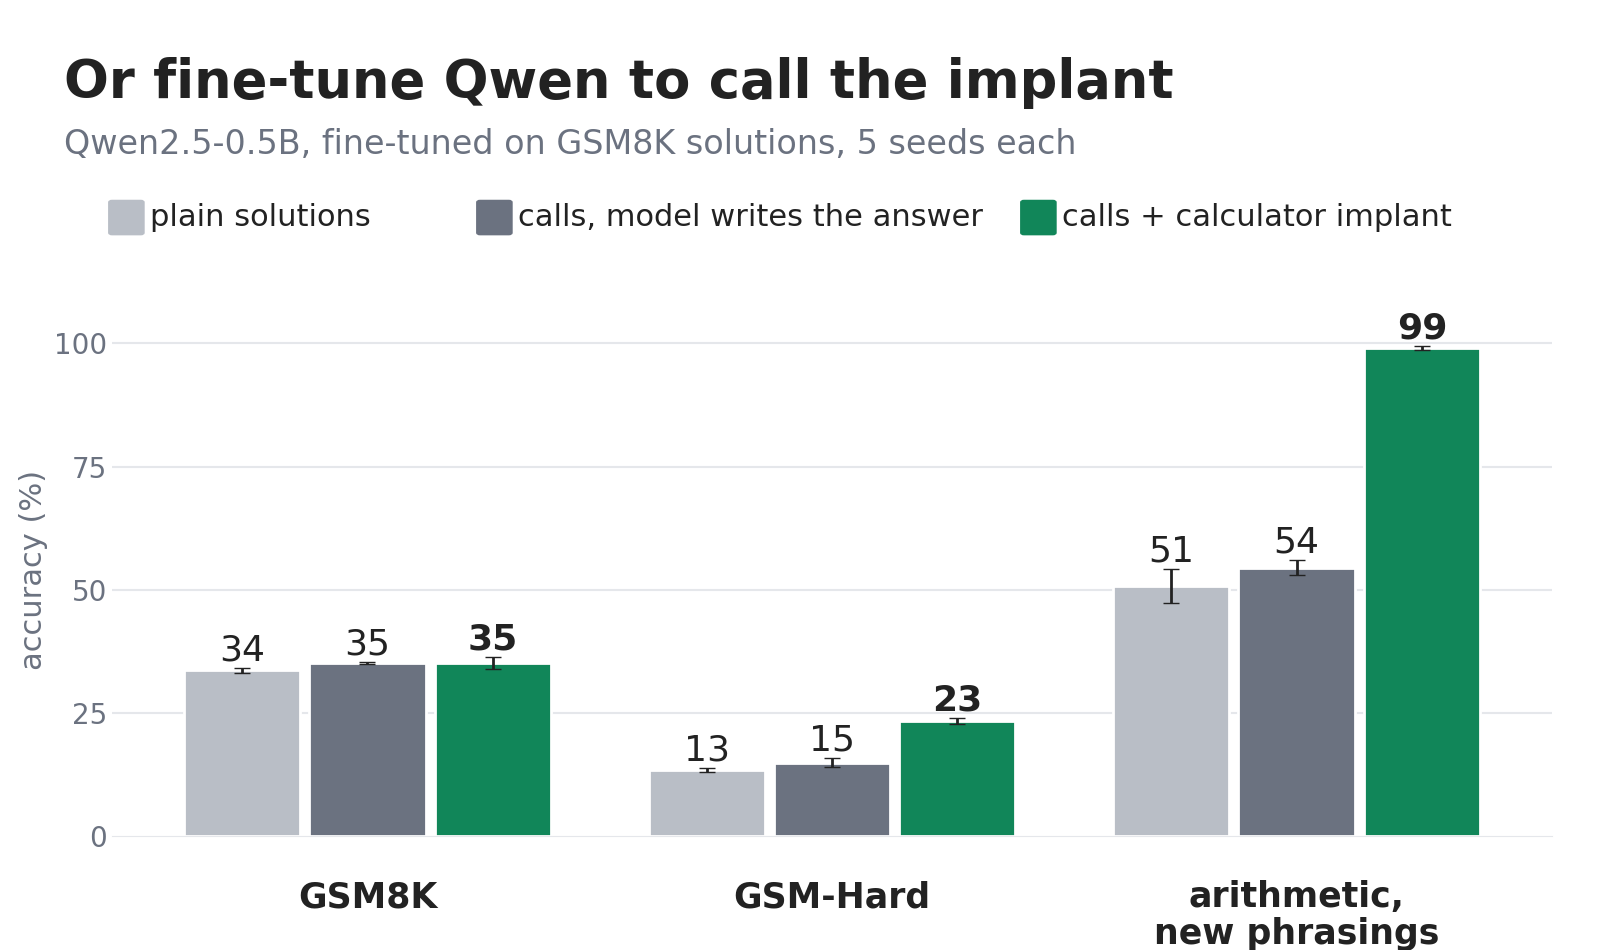 Or fine-tune Qwen to call the implant
Qwen2.5-0.5B, fine-tuned on GSM8K solutions, 5 seeds each
plain solutions
calls, model writes the answer
calls + calculator implant
accuracy (%)
100
75
50
25
0
34
35
35
13
15
23
51
54
99
GSM8K
GSM-Hard
arithmetic,
new phrasings